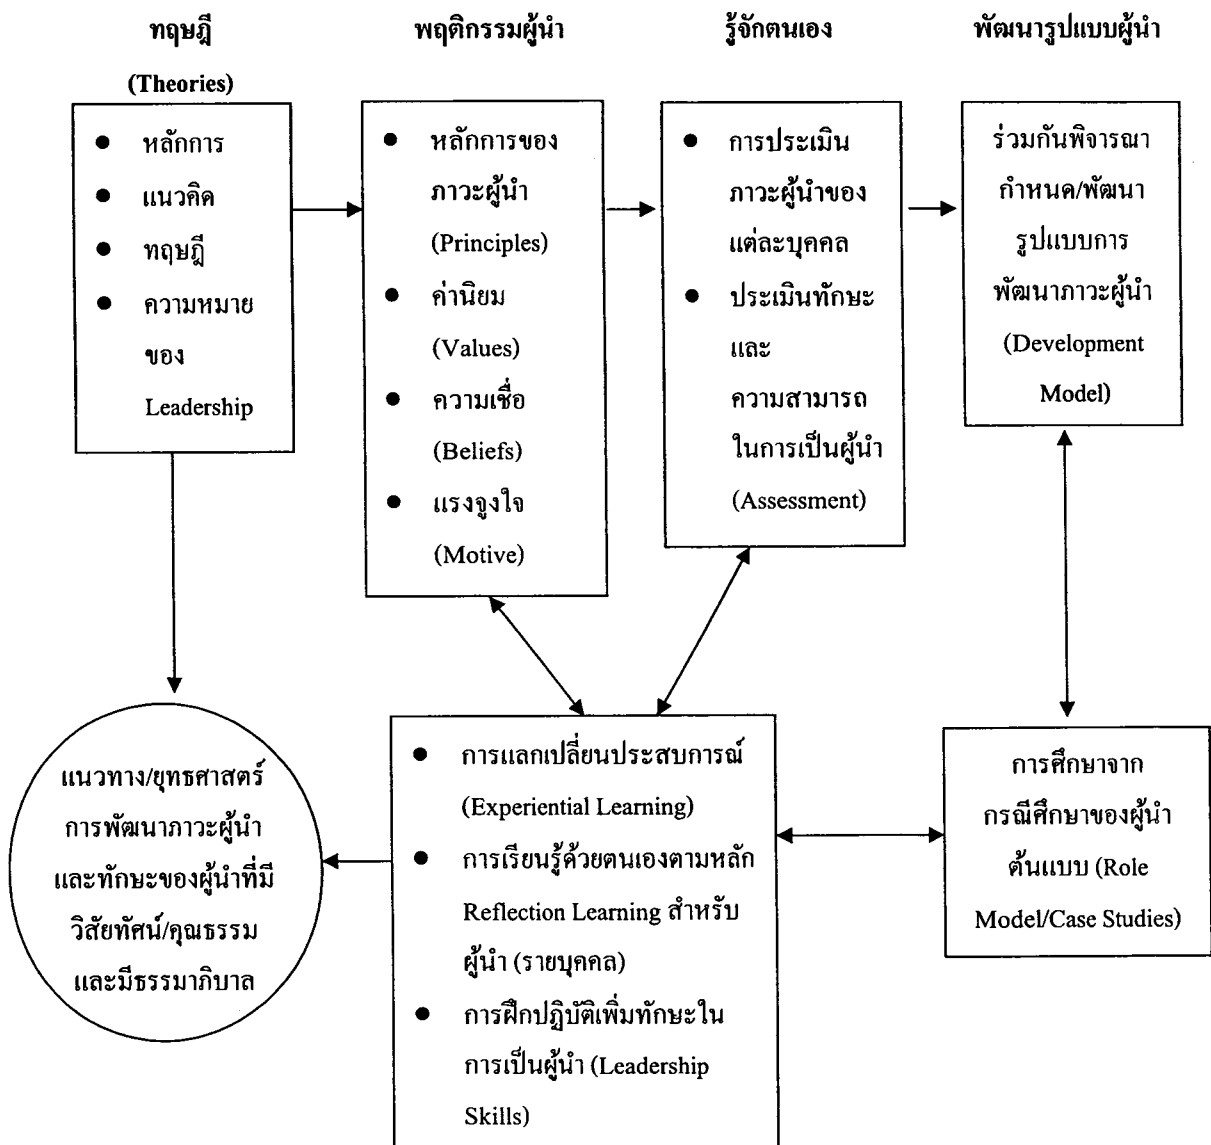 ทฤษฎี
(Theories)
พฤติกรรมผู้นำ
รู้จักตนเอง
พัฒนารูปแบบผู้นำ
● หลักการ
● แนวคิด
● ทฤษฎี
● ความหมาย
ของ
Leadership
● หลักการของ
ภาวะผู้นำ
(Principles)
● ค่านิยม
(Values)
● ความเชื่อ
(Beliefs)
● แรงจูงใจ
(Motive)
● การประเมิน
ภาวะผู้นำของ
แต่ละบุคคล
● ประเมินทักษะ
และ
ความสามารถ
ในการเป็นผู้นำ
(Assessment)
ร่วมกันพิจารณา
กำหนด/พัฒนา
รูปแบบการ
พัฒนาภาวะผู้นำ
(Development
Model)
แนวทาง/ยุทธศาสตร์
การพัฒนาภาวะผู้นำ
และทักษะของผู้นำที่มี
วิสัยทัศน์/คุณธรรม
และมีธรรมาภิบาล
● การแลกเปลี่ยนประสบการณ์
(Experiential Learning)
● การเรียนรู้ด้วยตนเองตามหลัก
Reflection Learning สำหรับ
ผู้นำ (รายบุคคล)
● การฝึกปฏิบัติเพิ่มทักษะใน
การเป็นผู้นำ (Leadership
Skills)
การศึกษาจาก
กรณีศึกษาของผู้นำ
ต้นแบบ (Role
Model/Case Studies)